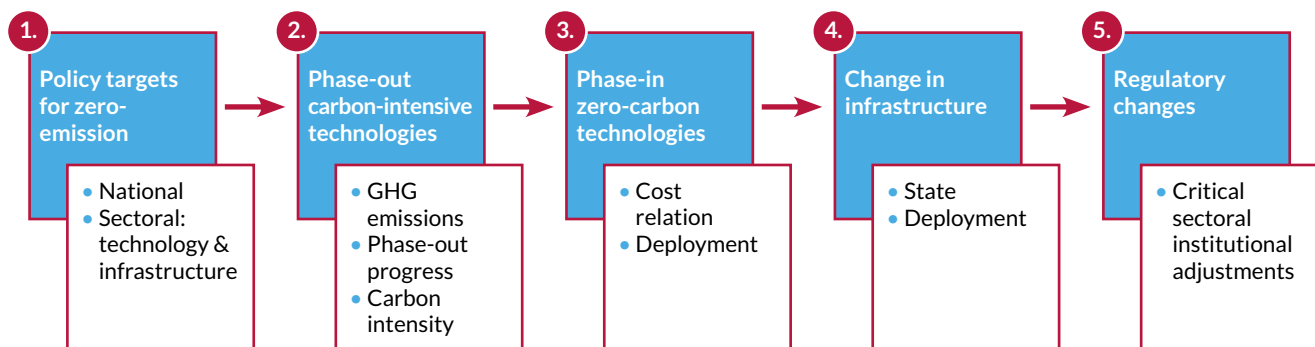 1.
Policy targets
for zero-
emission
• National
• Sectoral:
technology &
infrastructure
2.
Phase-out
carbon-intensive
technologies
• GHG
emissions
• Phase-out
progress
• Carbon
intensity
3.
Phase-in
zero-carbon
technologies
• Cost
relation
• Deployment
4.
Change in
infrastructure
• State
• Deployment
5.
Regulatory
changes
• Critical
sectoral
institutional
adjustments